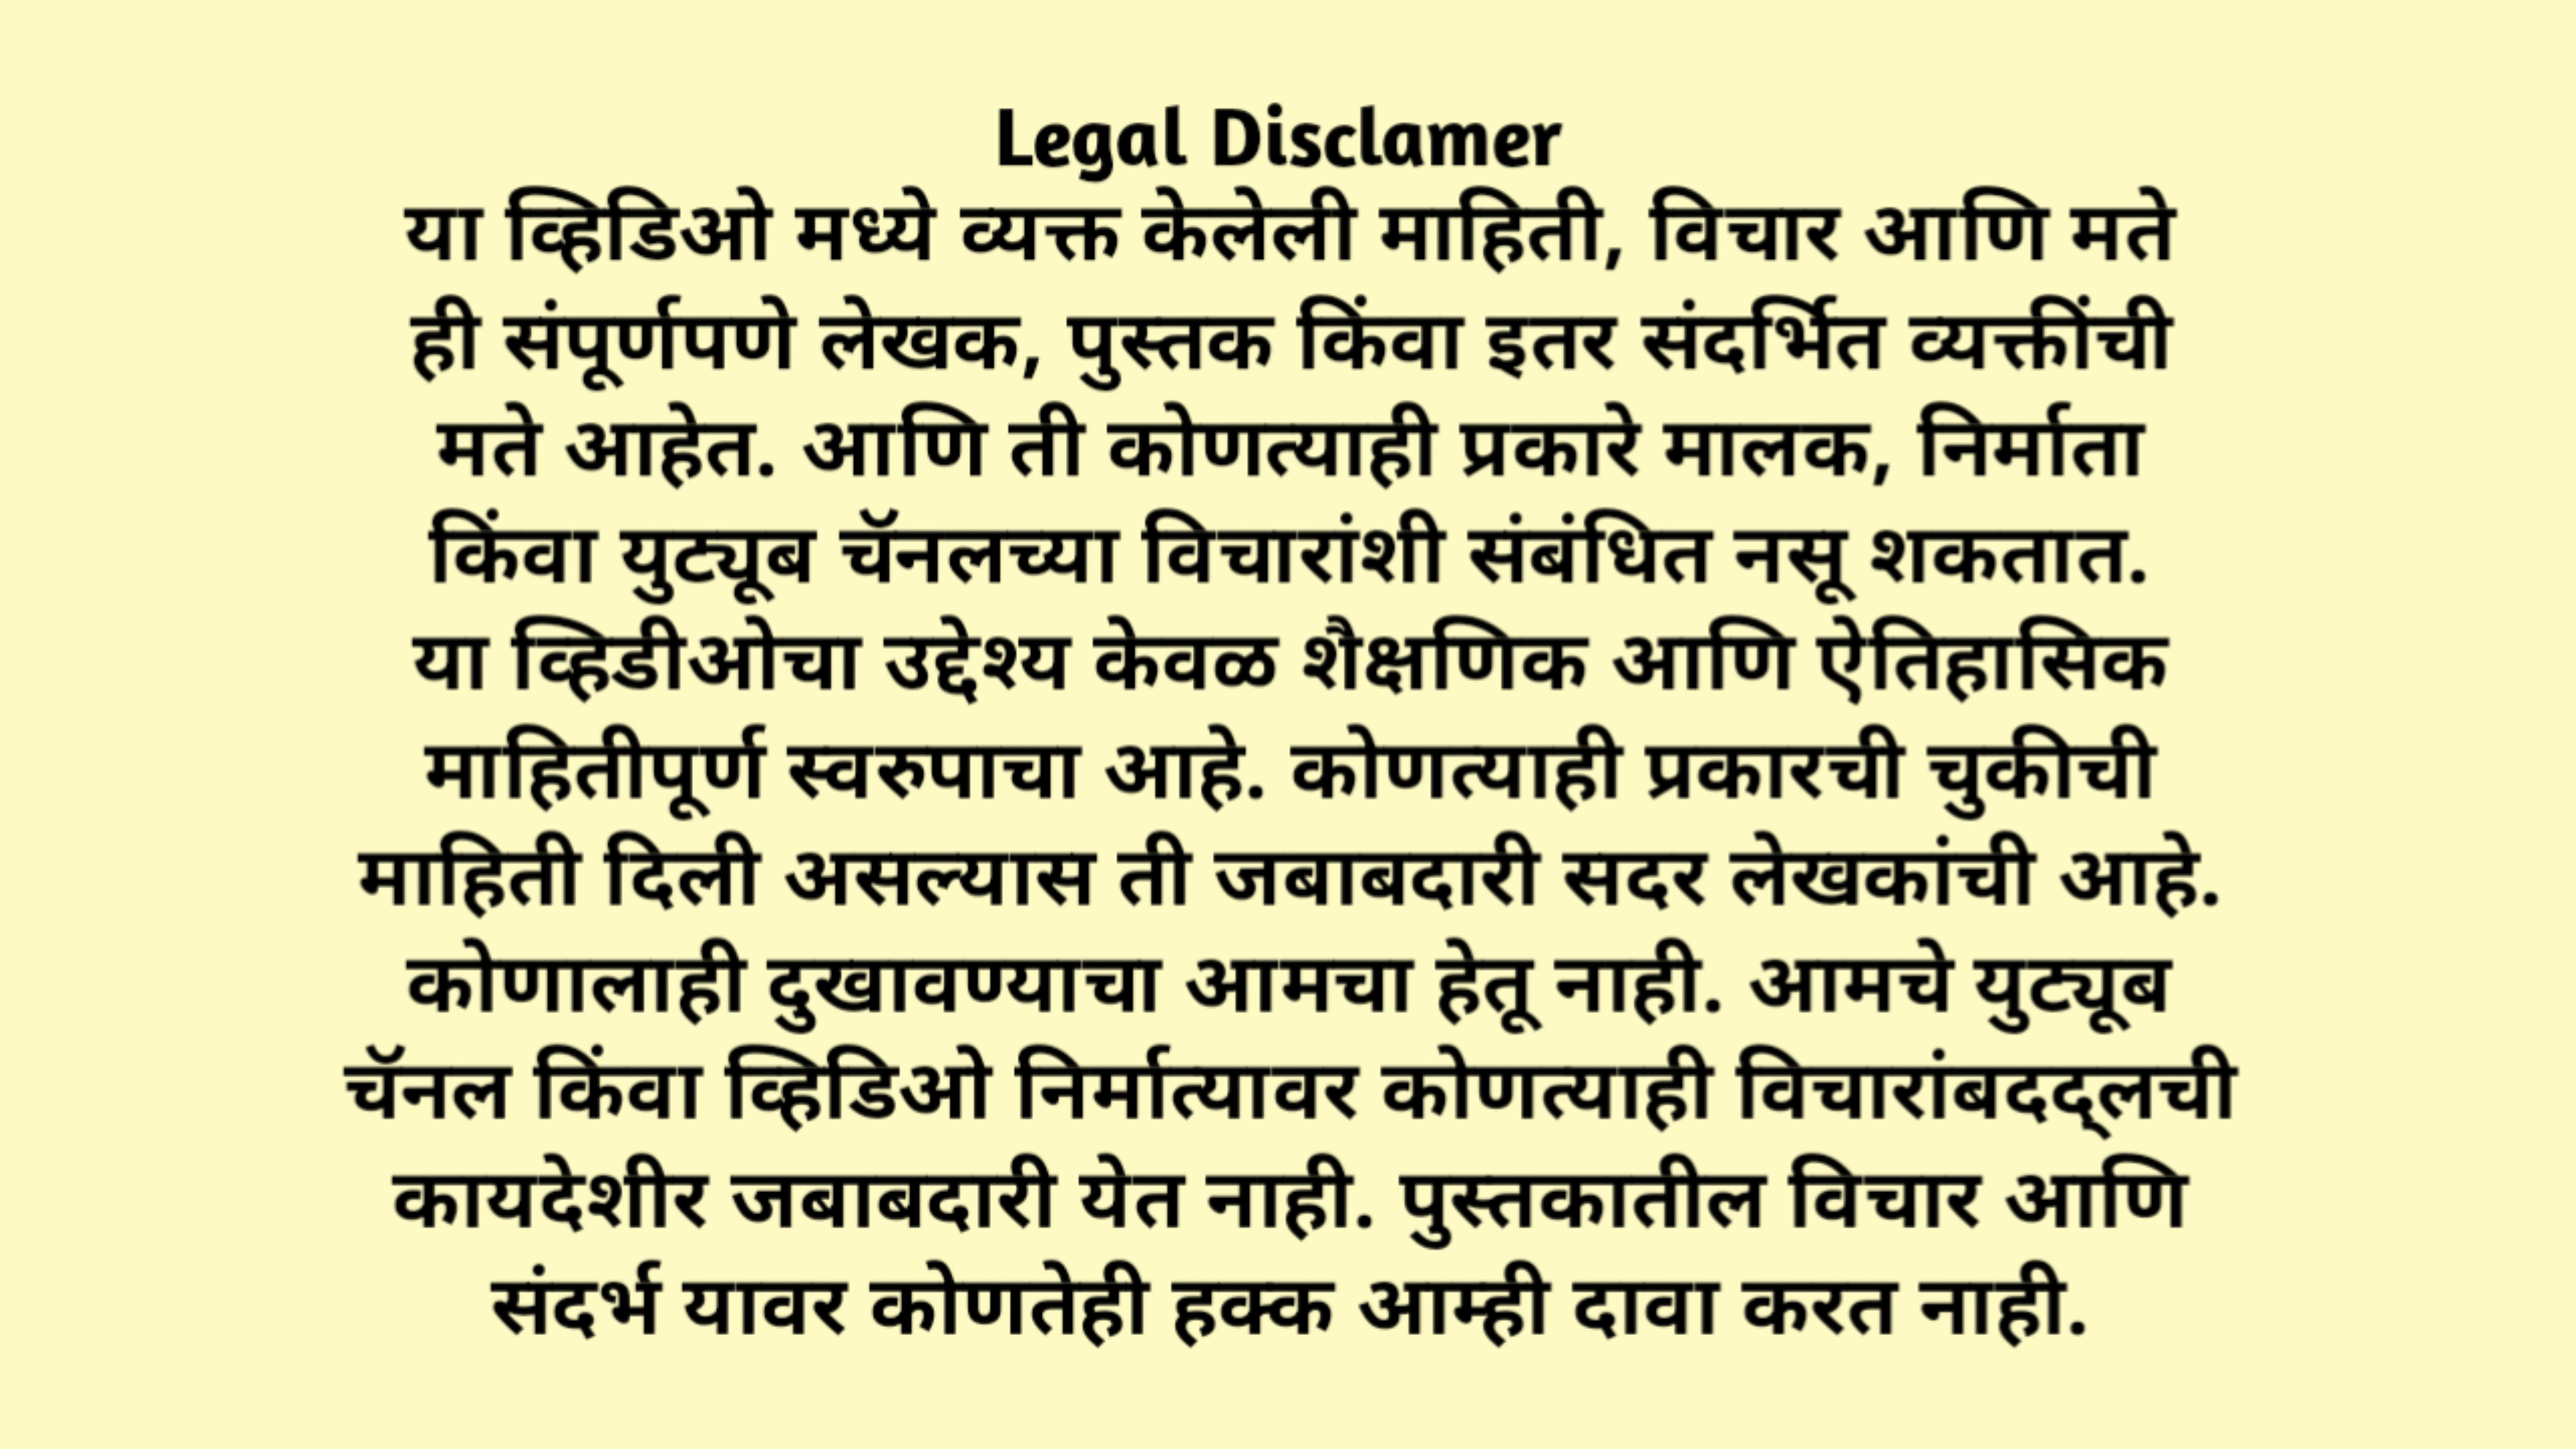 Legal Disclamer
या व्हिडिओ मध्ये व्यक्त केलेली माहिती, विचार आणि मते
ही संपूर्णपणे लेखक, पुस्तक किंवा इतर संदर्भित व्यक्तींची
मते आहेत. आणि ती कोणत्याही प्रकारे मालक, निर्माता
किंवा युट्यूब चॅनलच्या विचारांशी संबंधित नसू शकतात.
या व्हिडीओचा उद्देश्य केवळ शैक्षणिक आणि ऐतिहासिक
माहितीपूर्ण स्वरुपाचा आहे. कोणत्याही प्रकारची चुकीची
माहिती दिली असल्यास ती जबाबदारी सदर लेखकांची आहे.
कोणालाही दुखावण्याचा आमचा हेतू नाही. आमचे युट्यूब
चॅनल किंवा व्हिडिओ निर्मात्यावर कोणत्याही विचारांबदद्लची
कायदेशीर जबाबदारी येत नाही. पुस्तकातील विचार आणि
संदर्भ यावर कोणतेही हक्क आम्ही दावा करत नाही.